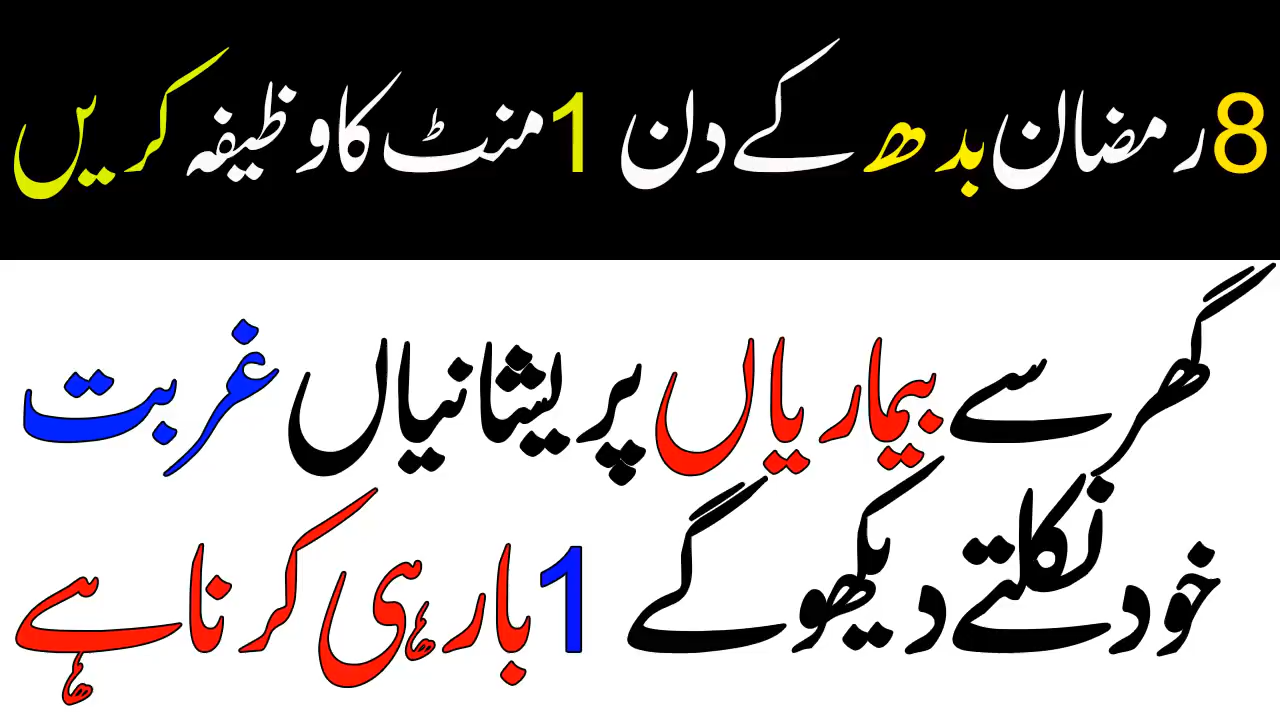 8 رمضان بدھ کے دن 1 منٹ کا وظیفہ کریں
گھر سے بیماریاں پریشانیاں غربت
خود نکلتے دیکھو گے 1 بار ہی کرنا ہے